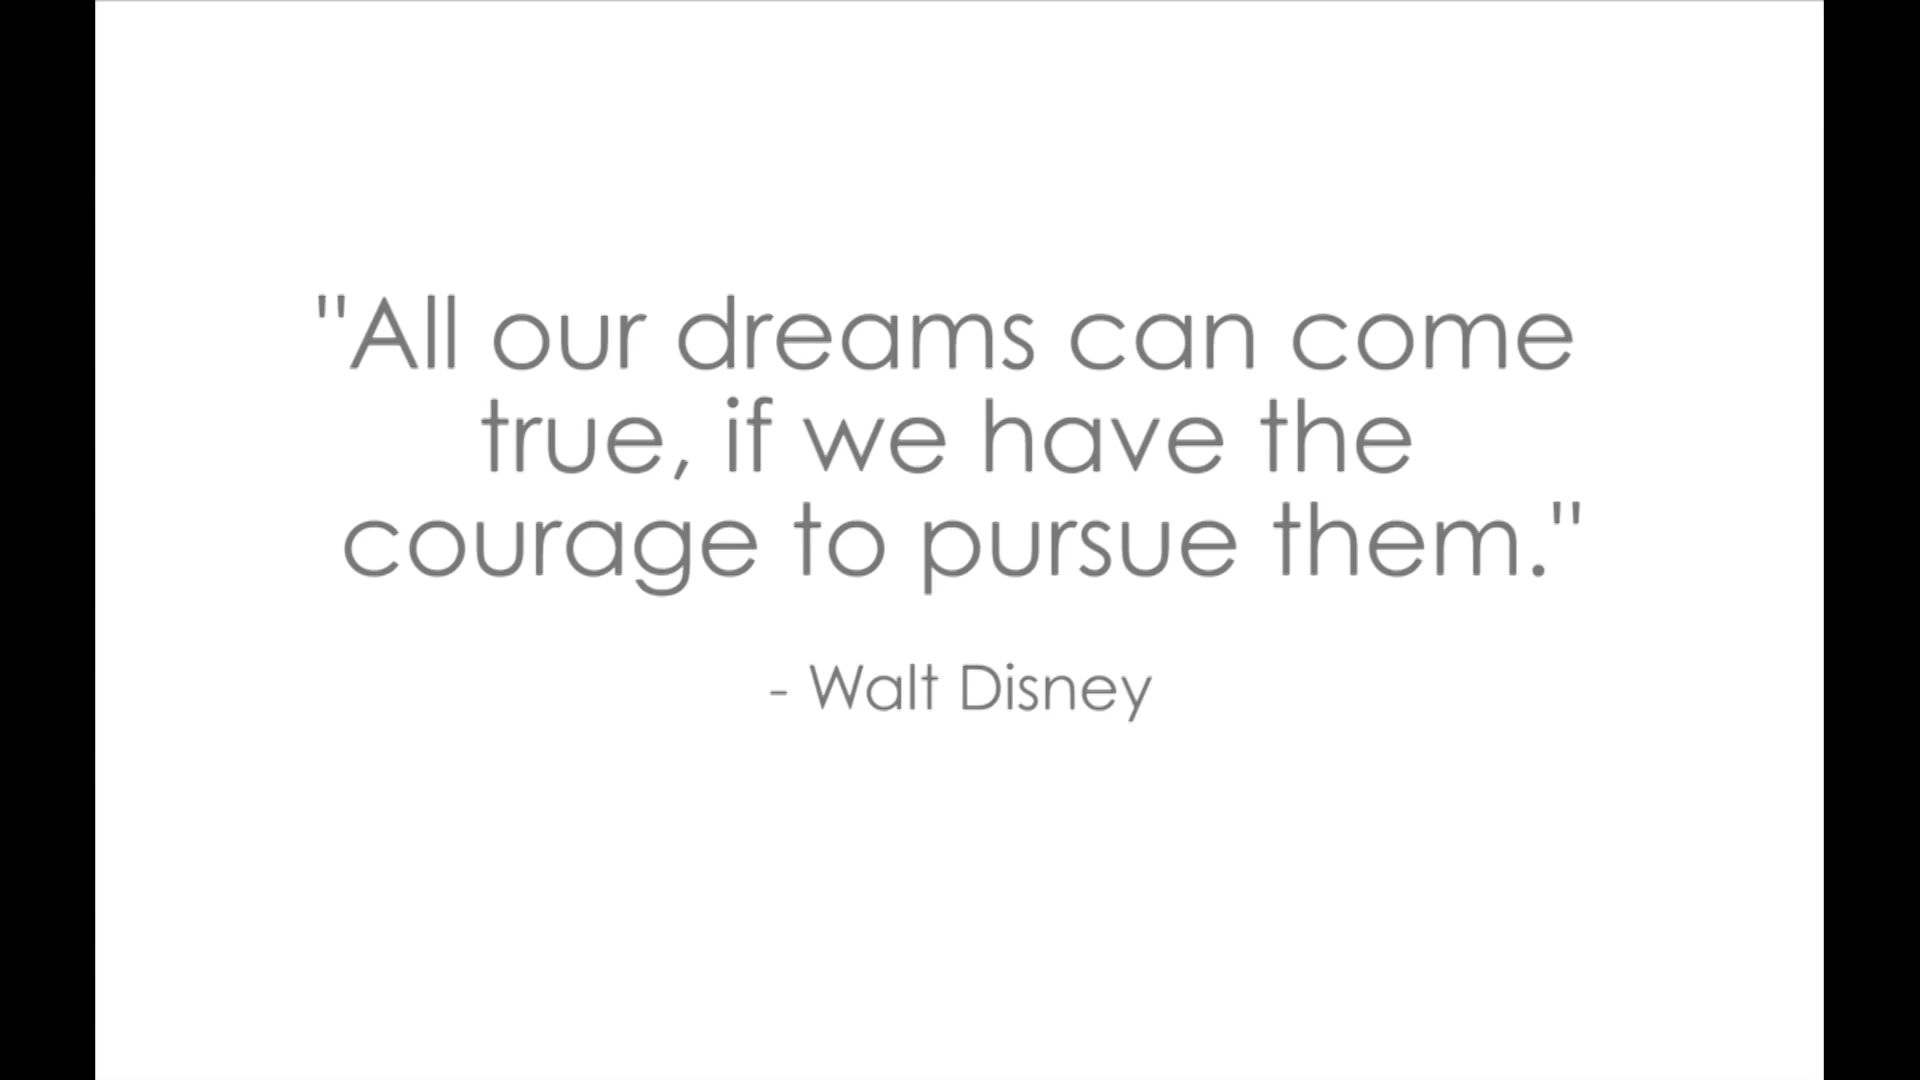 "All our dreams can come
true, if we have the
courage to pursue them."
- Walt Disney